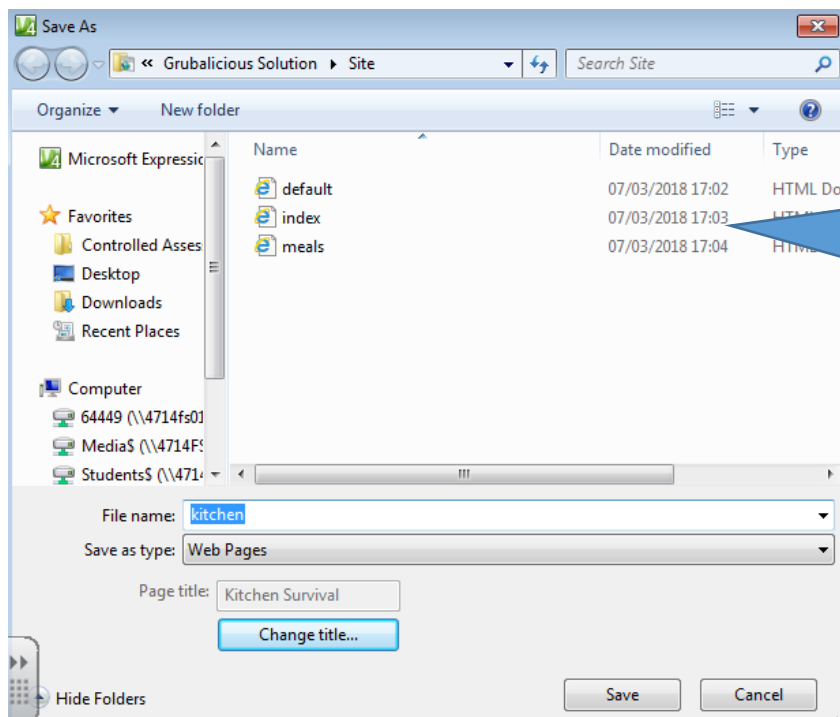 Save As
« Grubalicious Solution Site
Search Site
Organize
New folder
Name
Date modified
Type
Microsoft Expressic
default
07/03/2018 17:02
HTML Do
Favorites
index
07/03/2018 17:03
Controlled Asses
meals
07/03/2018 17:04
Desktop
Downloads
Recent Places
Computer
64449 (\\4714fs01
Media$ (\\4714FS
Students$ (\\4714
File name: kitchen
Save as type: Web Pages
Page title: Kitchen Survival
Change title...
Hide Folders
Save
Cancel